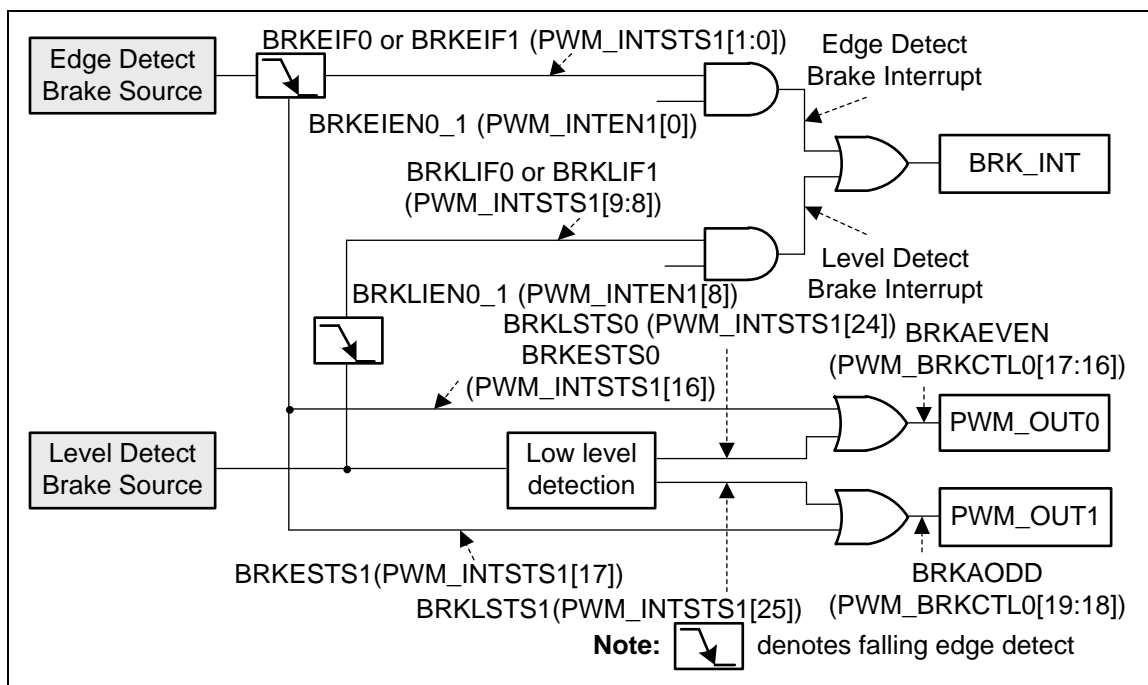 BRKEIF0 or BRKEIF1 (PWM_INTSTS1[1:0])
Edge Detect
Brake Source
Edge Detect
Brake Interrupt
BRKEIEN0_1 (PWM_INTEN1[0])
BRK_INT
BRKLIF0 or BRKLIF1
(PWM_INTSTS1[9:8])
Level Detect
Brake Interrupt
BRKLIEN0_1 (PWM_INTEN1[8])
BRKLSTS0 (PWM_INTSTS1[24])
BRKESTS0
(PWM_INTSTS1[16])
BRKAEVEN
(PWM_BRKCTL0[17:16])
PWM_OUT0
Level Detect
Brake Source
Low level
detection
PWM_OUT1
BRKESTS1(PWM_INTSTS1[17])
BRKLSTS1(PWM_INTSTS1[25])
BRKAODD
(PWM_BRKCTL0[19:18])
Note: denotes falling edge detect